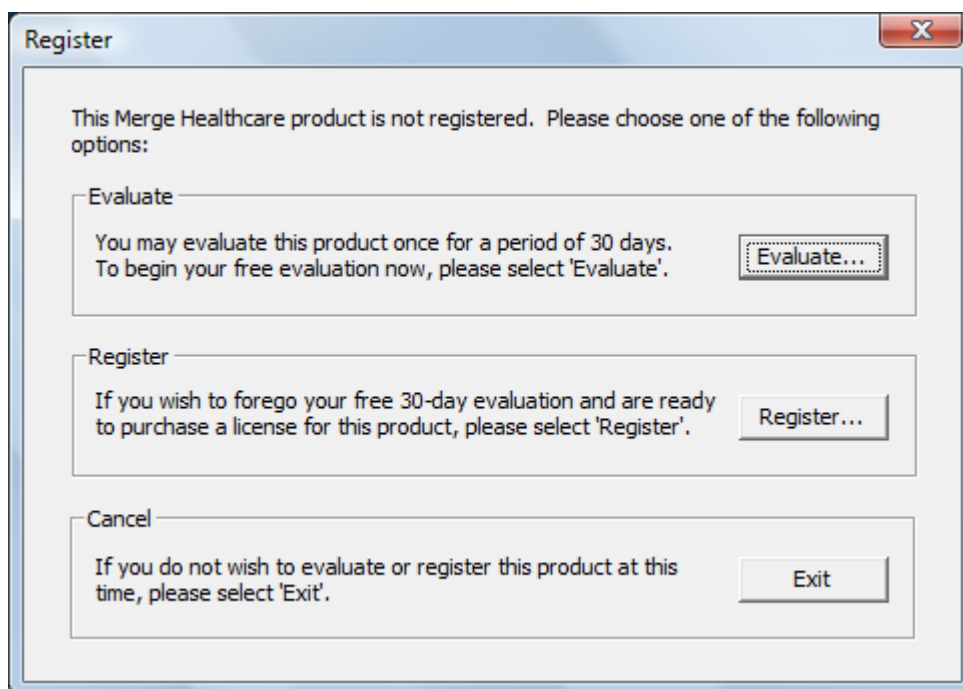 Register
This Merge Healthcare product is not registered.  Please choose one of the following
options:
Evaluate
You may evaluate this product once for a period of 30 days.
To begin your free evaluation now, please select 'Evaluate'.
Evaluate...
Register
If you wish to forego your free 30-day evaluation and are ready
to purchase a license for this product, please select 'Register'.
Register...
Cancel
If you do not wish to evaluate or register this product at this
time, please select 'Exit'.
Exit